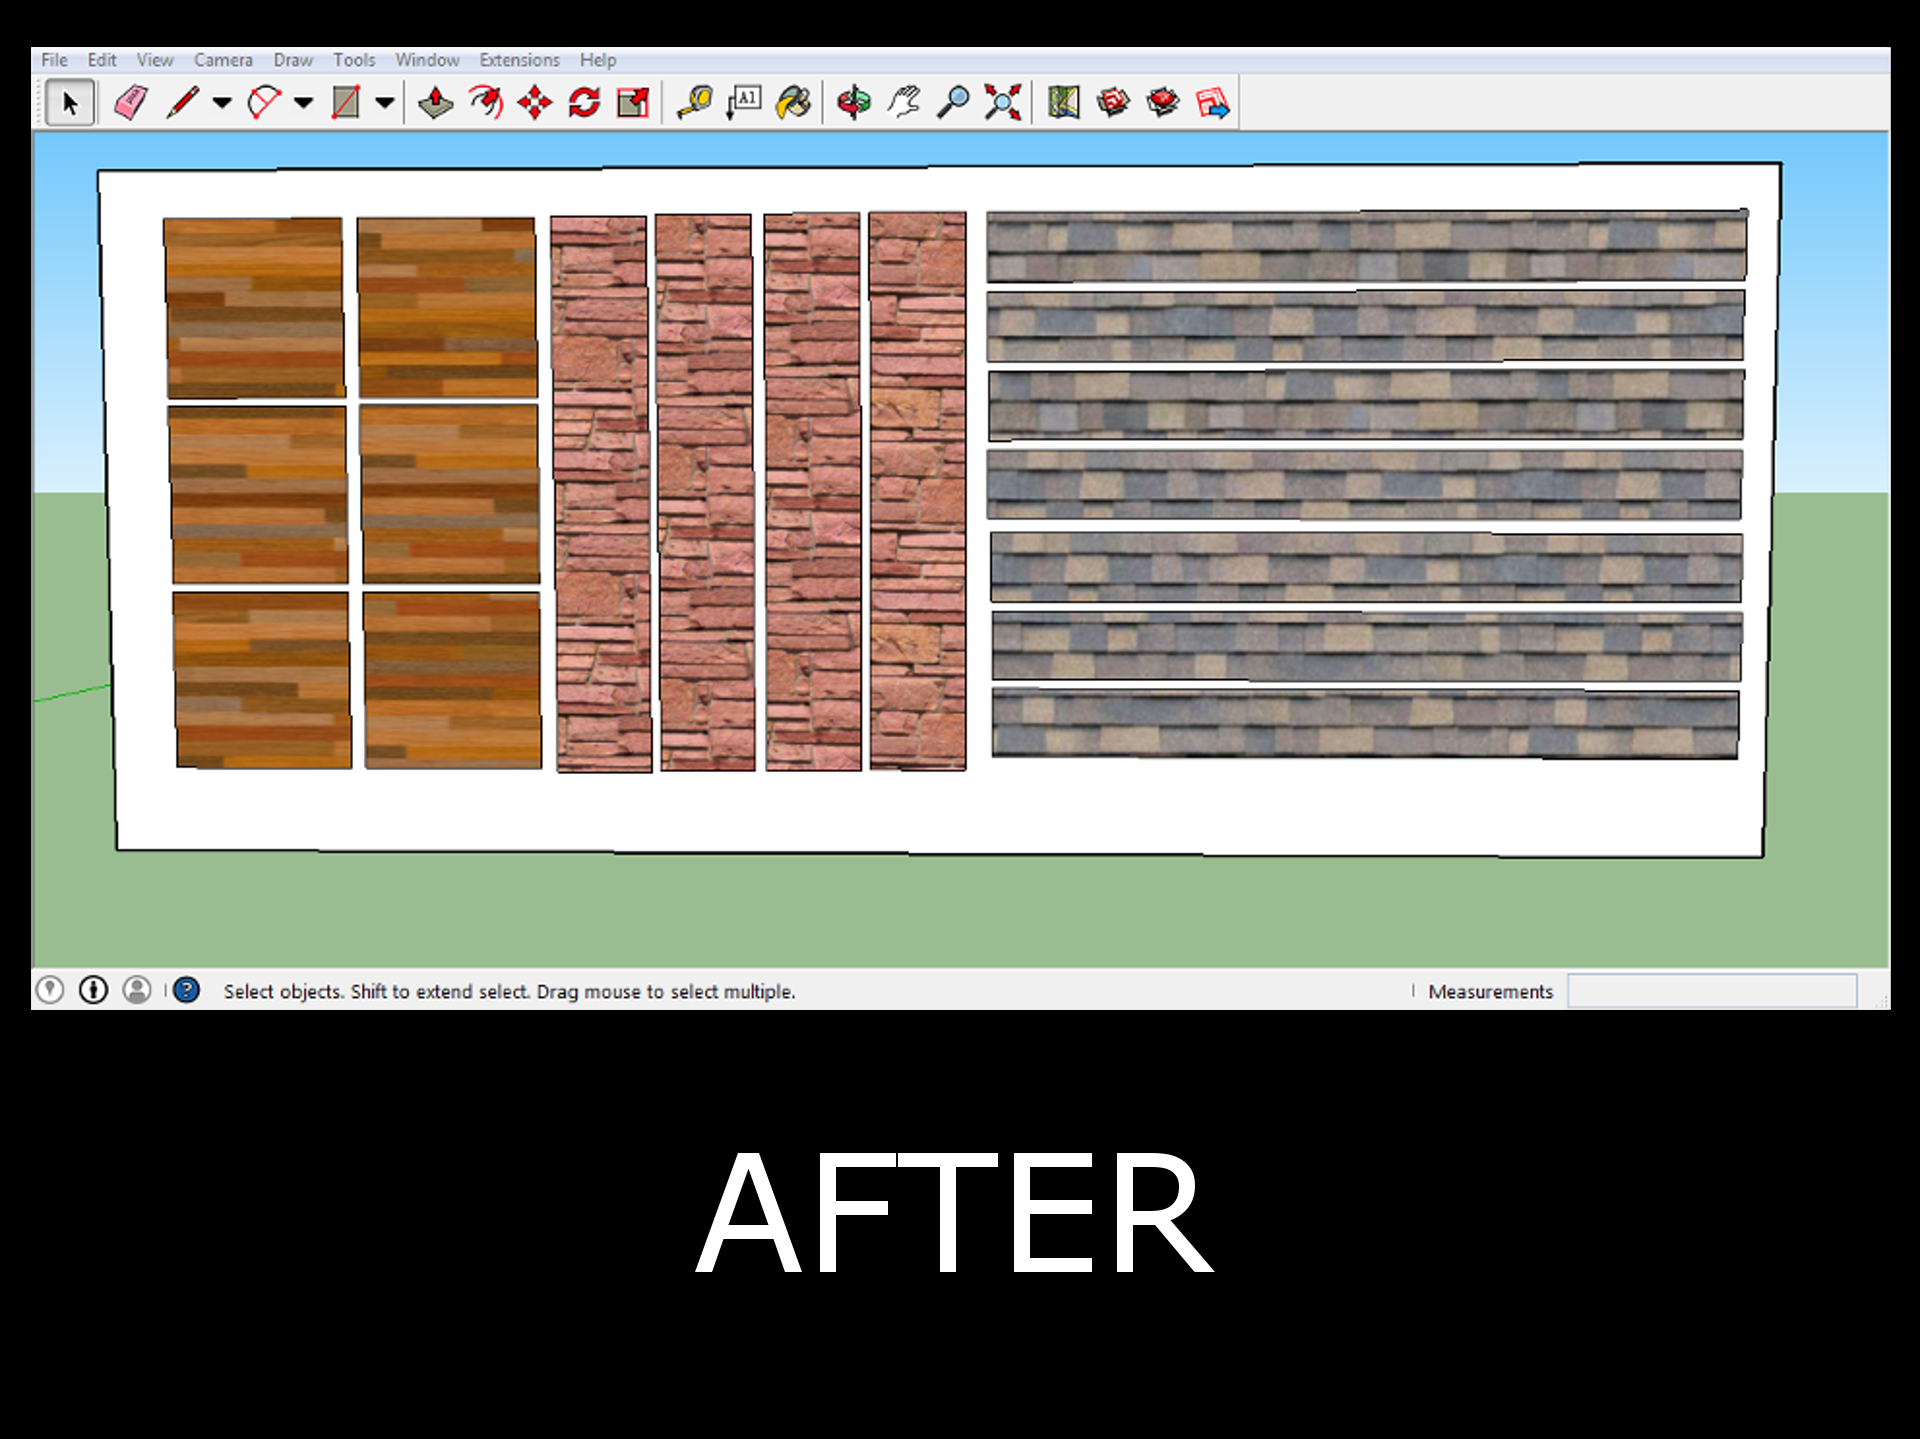 File Edit View Camera Draw Tools Window Extensions Help
A1
Select objects. Shift to extend select. Drag mouse to select multiple.
Measurements
AFTER